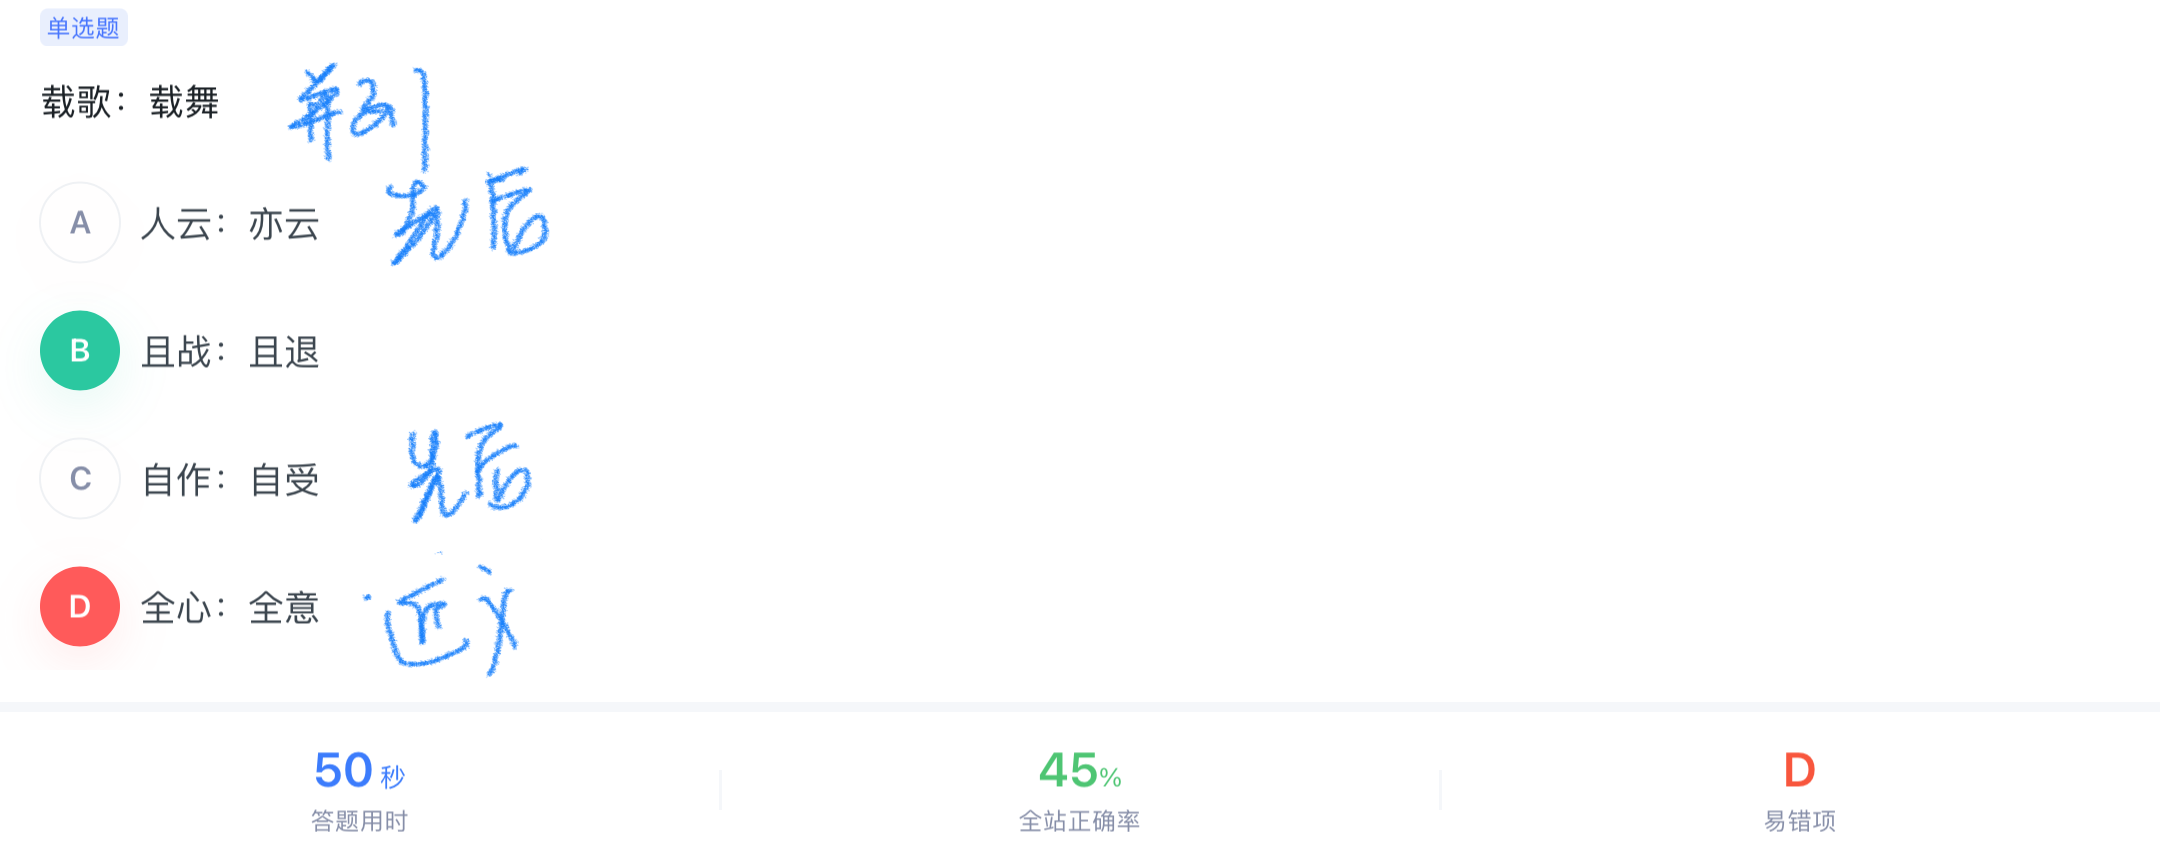 单选题
载歌：载舞 并列
A 人云：亦云 先后
B 且战：且退
C 自作：自受 先后
D 全心：全意 近义
50秒 45% D
答题用时 全站正确率 易错项